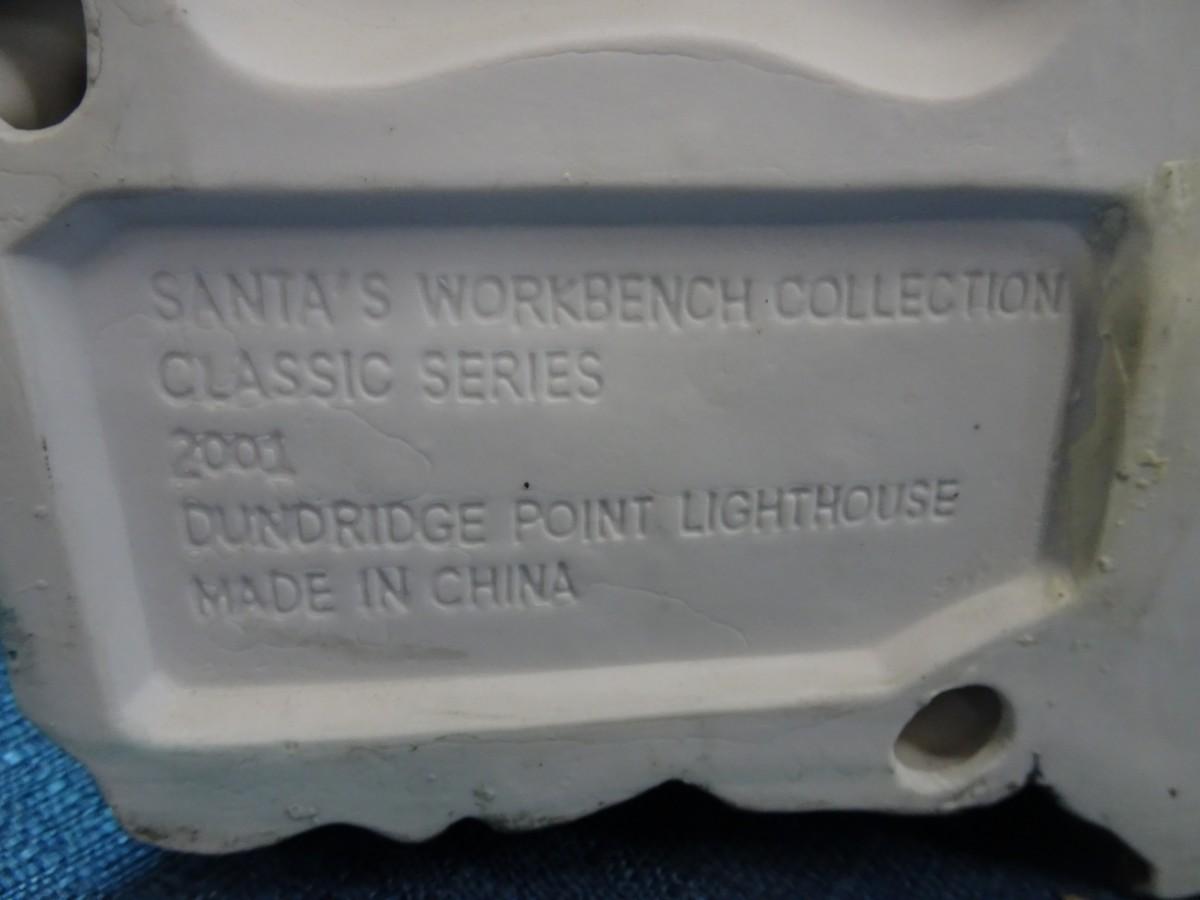 SANTA'S WORKBENCH COLLECTION
CLASSIC SERIES
2001
DUNDRIDGE POINT LIGHTHOUSE
MADE IN CHINA